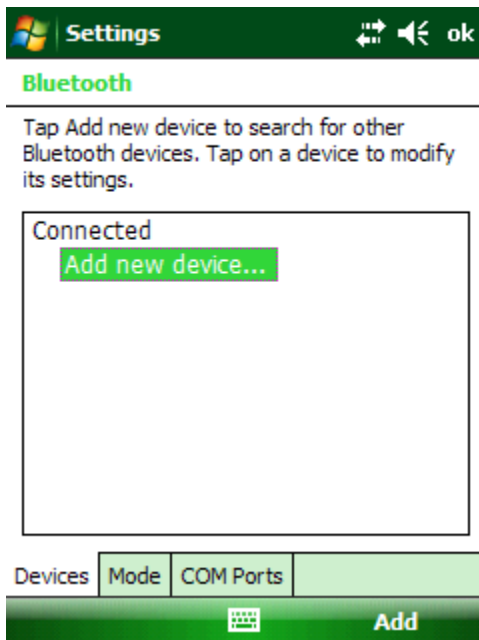 Settings ok
Bluetooth
Tap Add new device to search for other
Bluetooth devices. Tap on a device to modify
its settings.
Connected
Add new device...
Devices Mode COM Ports
Add